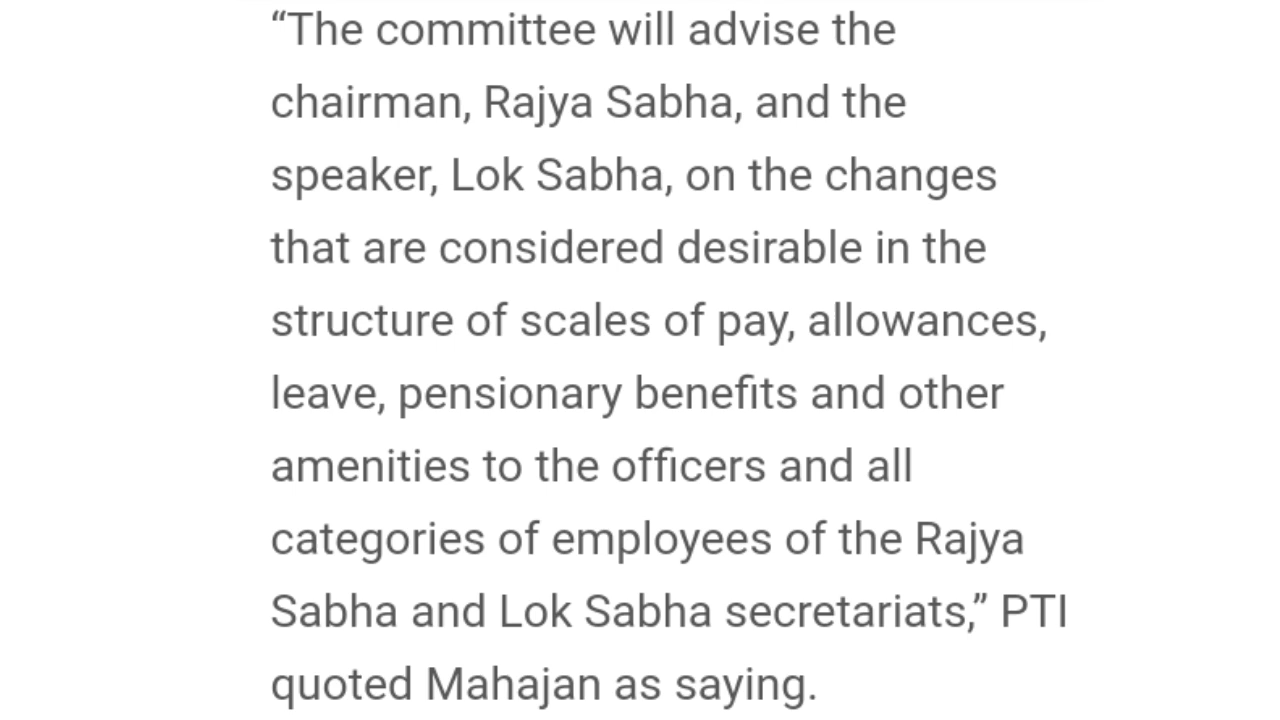 “The committee will advise the
chairman, Rajya Sabha, and the
speaker, Lok Sabha, on the changes
that are considered desirable in the
structure of scales of pay, allowances,
leave, pensionary benefits and other
amenities to the officers and all
categories of employees of the Rajya
Sabha and Lok Sabha secretariats,” PTI
quoted Mahajan as saying.